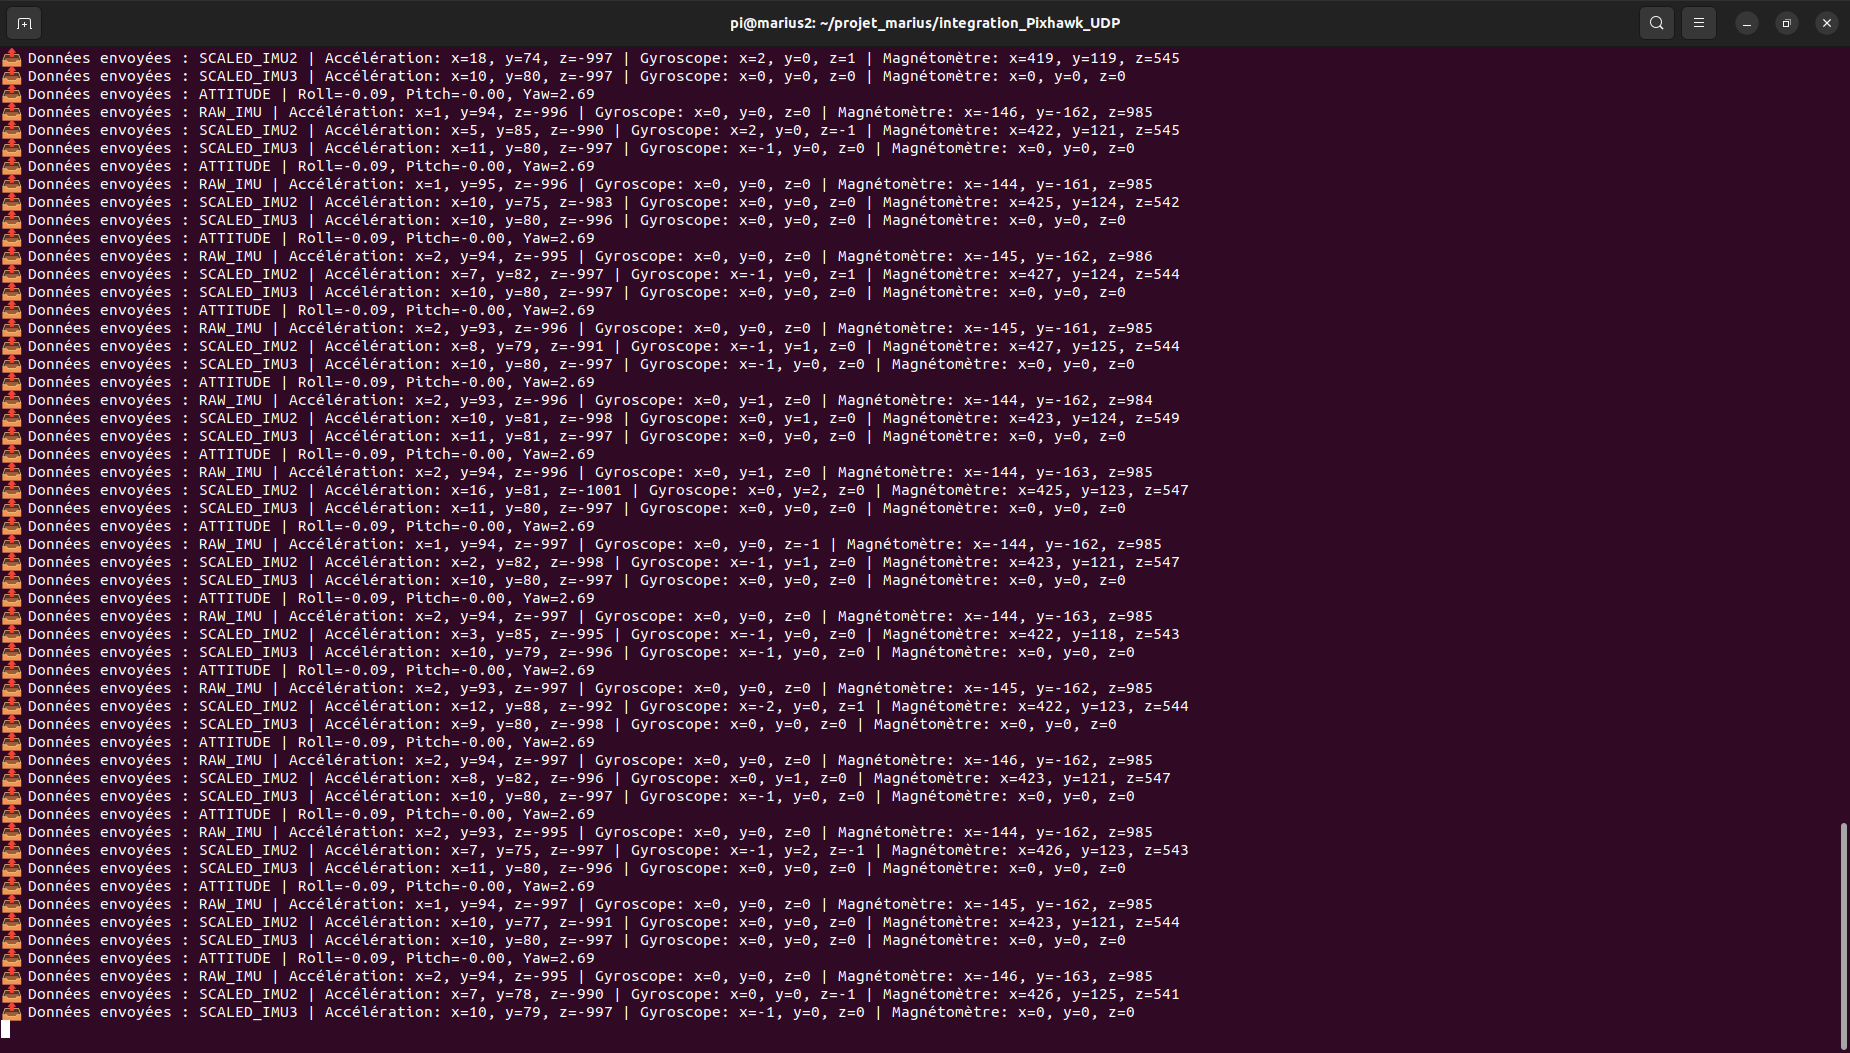 pi@marius2: ~/projet_marius/integration_Pixhawk_UDP
Données envoyées : SCALED_IMU2 | Accélération: x=18, y=74, z=-997 | Gyroscope: x=2, y=0, z=1 | Magnétomètre: x=419, y=119, z=545
Données envoyées : SCALED_IMU3 | Accélération: x=10, y=80, z=-997 | Gyroscope: x=0, y=0, z=0 | Magnétomètre: x=0, y=0, z=0
Données envoyées : ATTITUDE | Roll=-0.09, Pitch=-0.00, Yaw=2.69
Données envoyées : RAW_IMU | Accélération: x=1, y=94, z=-996 | Gyroscope: x=0, y=0, z=0 | Magnétomètre: x=-146, y=-162, z=985
Données envoyées : SCALED_IMU2 | Accélération: x=5, y=85, z=-990 | Gyroscope: x=2, y=0, z=-1 | Magnétomètre: x=422, y=121, z=545
Données envoyées : SCALED_IMU3 | Accélération: x=11, y=80, z=-997 | Gyroscope: x=-1, y=0, z=0 | Magnétomètre: x=0, y=0, z=0
Données envoyées : ATTITUDE | Roll=-0.09, Pitch=-0.00, Yaw=2.69
Données envoyées : RAW_IMU | Accélération: x=1, y=95, z=-996 | Gyroscope: x=0, y=0, z=0 | Magnétomètre: x=-144, y=-161, z=985
Données envoyées : SCALED_IMU2 | Accélération: x=10, y=75, z=-983 | Gyroscope: x=0, y=0, z=0 | Magnétomètre: x=425, y=124, z=542
Données envoyées : SCALED_IMU3 | Accélération: x=10, y=80, z=-996 | Gyroscope: x=0, y=0, z=0 | Magnétomètre: x=0, y=0, z=0
Données envoyées : ATTITUDE | Roll=-0.09, Pitch=-0.00, Yaw=2.69
Données envoyées : RAW_IMU | Accélération: x=2, y=94, z=-995 | Gyroscope: x=0, y=0, z=0 | Magnétomètre: x=-145, y=-162, z=986
Données envoyées : SCALED_IMU2 | Accélération: x=7, y=82, z=-997 | Gyroscope: x=-1, y=0, z=1 | Magnétomètre: x=427, y=124, z=544
Données envoyées : SCALED_IMU3 | Accélération: x=10, y=80, z=-997 | Gyroscope: x=0, y=0, z=0 | Magnétomètre: x=0, y=0, z=0
Données envoyées : ATTITUDE | Roll=-0.09, Pitch=-0.00, Yaw=2.69
Données envoyées : RAW_IMU | Accélération: x=2, y=93, z=-996 | Gyroscope: x=0, y=0, z=0 | Magnétomètre: x=-145, y=-161, z=985
Données envoyées : SCALED_IMU2 | Accélération: x=8, y=79, z=-991 | Gyroscope: x=-1, y=1, z=0 | Magnétomètre: x=427, y=125, z=544
Données envoyées : SCALED_IMU3 | Accélération: x=10, y=80, z=-997 | Gyroscope: x=-1, y=0, z=0 | Magnétomètre: x=0, y=0, z=0
Données envoyées : ATTITUDE | Roll=-0.09, Pitch=-0.00, Yaw=2.69
Données envoyées : RAW_IMU | Accélération: x=2, y=93, z=-996 | Gyroscope: x=0, y=1, z=0 | Magnétomètre: x=-144, y=-162, z=984
Données envoyées : SCALED_IMU2 | Accélération: x=10, y=81, z=-998 | Gyroscope: x=0, y=1, z=0 | Magnétomètre: x=423, y=124, z=549
Données envoyées : SCALED_IMU3 | Accélération: x=11, y=81, z=-997 | Gyroscope: x=0, y=0, z=0 | Magnétomètre: x=0, y=0, z=0
Données envoyées : ATTITUDE | Roll=-0.09, Pitch=-0.00, Yaw=2.69
Données envoyées : RAW_IMU | Accélération: x=2, y=94, z=-996 | Gyroscope: x=0, y=1, z=0 | Magnétomètre: x=-144, y=-163, z=985
Données envoyées : SCALED_IMU2 | Accélération: x=16, y=81, z=-1001 | Gyroscope: x=0, y=2, z=0 | Magnétomètre: x=425, y=123, z=547
Données envoyées : SCALED_IMU3 | Accélération: x=11, y=80, z=-997 | Gyroscope: x=0, y=0, z=0 | Magnétomètre: x=0, y=0, z=0
Données envoyées : ATTITUDE | Roll=-0.09, Pitch=-0.00, Yaw=2.69
Données envoyées : RAW_IMU | Accélération: x=1, y=94, z=-997 | Gyroscope: x=0, y=0, z=-1 | Magnétomètre: x=-144, y=-162, z=985
Données envoyées : SCALED_IMU2 | Accélération: x=2, y=82, z=-998 | Gyroscope: x=-1, y=1, z=0 | Magnétomètre: x=423, y=121, z=547
Données envoyées : SCALED_IMU3 | Accélération: x=10, y=80, z=-997 | Gyroscope: x=0, y=0, z=0 | Magnétomètre: x=0, y=0, z=0
Données envoyées : ATTITUDE | Roll=-0.09, Pitch=-0.00, Yaw=2.69
Données envoyées : RAW_IMU | Accélération: x=2, y=94, z=-997 | Gyroscope: x=0, y=0, z=0 | Magnétomètre: x=-144, y=-163, z=985
Données envoyées : SCALED_IMU2 | Accélération: x=3, y=85, z=-995 | Gyroscope: x=-1, y=0, z=0 | Magnétomètre: x=422, y=118, z=543
Données envoyées : SCALED_IMU3 | Accélération: x=10, y=79, z=-996 | Gyroscope: x=-1, y=0, z=0 | Magnétomètre: x=0, y=0, z=0
Données envoyées : ATTITUDE | Roll=-0.09, Pitch=-0.00, Yaw=2.69
Données envoyées : RAW_IMU | Accélération: x=2, y=93, z=-997 | Gyroscope: x=0, y=0, z=0 | Magnétomètre: x=-145, y=-162, z=985
Données envoyées : SCALED_IMU2 | Accélération: x=12, y=88, z=-992 | Gyroscope: x=-2, y=0, z=1 | Magnétomètre: x=422, y=123, z=544
Données envoyées : SCALED_IMU3 | Accélération: x=9, y=80, z=-998 | Gyroscope: x=0, y=0, z=0 | Magnétomètre: x=0, y=0, z=0
Données envoyées : ATTITUDE | Roll=-0.09, Pitch=-0.00, Yaw=2.69
Données envoyées : RAW_IMU | Accélération: x=2, y=94, z=-997 | Gyroscope: x=0, y=0, z=0 | Magnétomètre: x=-146, y=-162, z=985
Données envoyées : SCALED_IMU2 | Accélération: x=8, y=82, z=-996 | Gyroscope: x=0, y=1, z=0 | Magnétomètre: x=423, y=121, z=547
Données envoyées : SCALED_IMU3 | Accélération: x=10, y=80, z=-997 | Gyroscope: x=-1, y=0, z=0 | Magnétomètre: x=0, y=0, z=0
Données envoyées : ATTITUDE | Roll=-0.09, Pitch=-0.00, Yaw=2.69
Données envoyées : RAW_IMU | Accélération: x=2, y=93, z=-995 | Gyroscope: x=0, y=0, z=0 | Magnétomètre: x=-144, y=-162, z=985
Données envoyées : SCALED_IMU2 | Accélération: x=7, y=75, z=-997 | Gyroscope: x=-1, y=2, z=-1 | Magnétomètre: x=426, y=123, z=543
Données envoyées : SCALED_IMU3 | Accélération: x=11, y=80, z=-996 | Gyroscope: x=0, y=0, z=0 | Magnétomètre: x=0, y=0, z=0
Données envoyées : ATTITUDE | Roll=-0.09, Pitch=-0.00, Yaw=2.69
Données envoyées : RAW_IMU | Accélération: x=1, y=94, z=-997 | Gyroscope: x=0, y=0, z=0 | Magnétomètre: x=-145, y=-162, z=985
Données envoyées : SCALED_IMU2 | Accélération: x=10, y=77, z=-991 | Gyroscope: x=0, y=0, z=0 | Magnétomètre: x=423, y=121, z=544
Données envoyées : SCALED_IMU3 | Accélération: x=10, y=80, z=-997 | Gyroscope: x=0, y=0, z=0 | Magnétomètre: x=0, y=0, z=0
Données envoyées : ATTITUDE | Roll=-0.09, Pitch=-0.00, Yaw=2.69
Données envoyées : RAW_IMU | Accélération: x=2, y=94, z=-995 | Gyroscope: x=0, y=0, z=0 | Magnétomètre: x=-146, y=-163, z=985
Données envoyées : SCALED_IMU2 | Accélération: x=7, y=78, z=-990 | Gyroscope: x=0, y=0, z=-1 | Magnétomètre: x=426, y=125, z=541
Données envoyées : SCALED_IMU3 | Accélération: x=10, y=79, z=-997 | Gyroscope: x=-1, y=0, z=0 | Magnétomètre: x=0, y=0, z=0